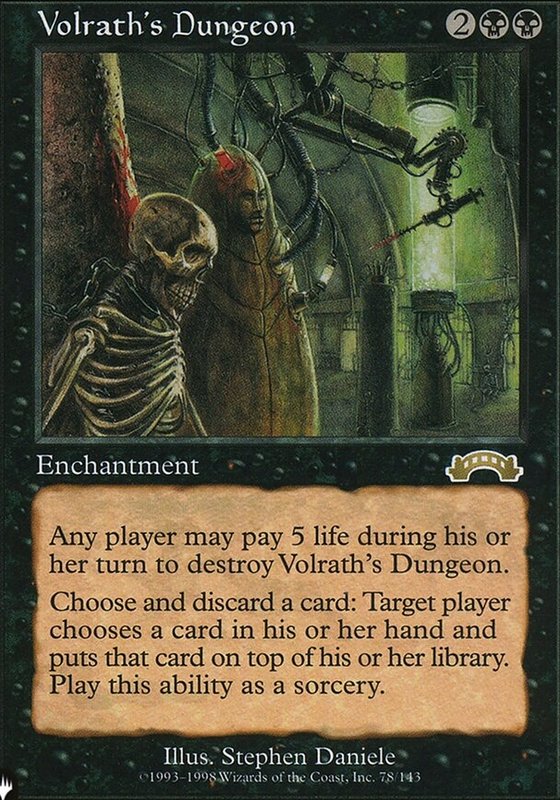 Volrath's Dungeon 2
Enchantment
Any player may pay 5 life during his or
her turn to destroy Volrath's Dungeon.
Choose and discard a card: Target player
chooses a card in his or her hand and
puts that card on top of his or her library.
Play this ability as a sorcery.
Illus. Stephen Daniele
©1993–1998 Wizards of the Coast, Inc. 78/143